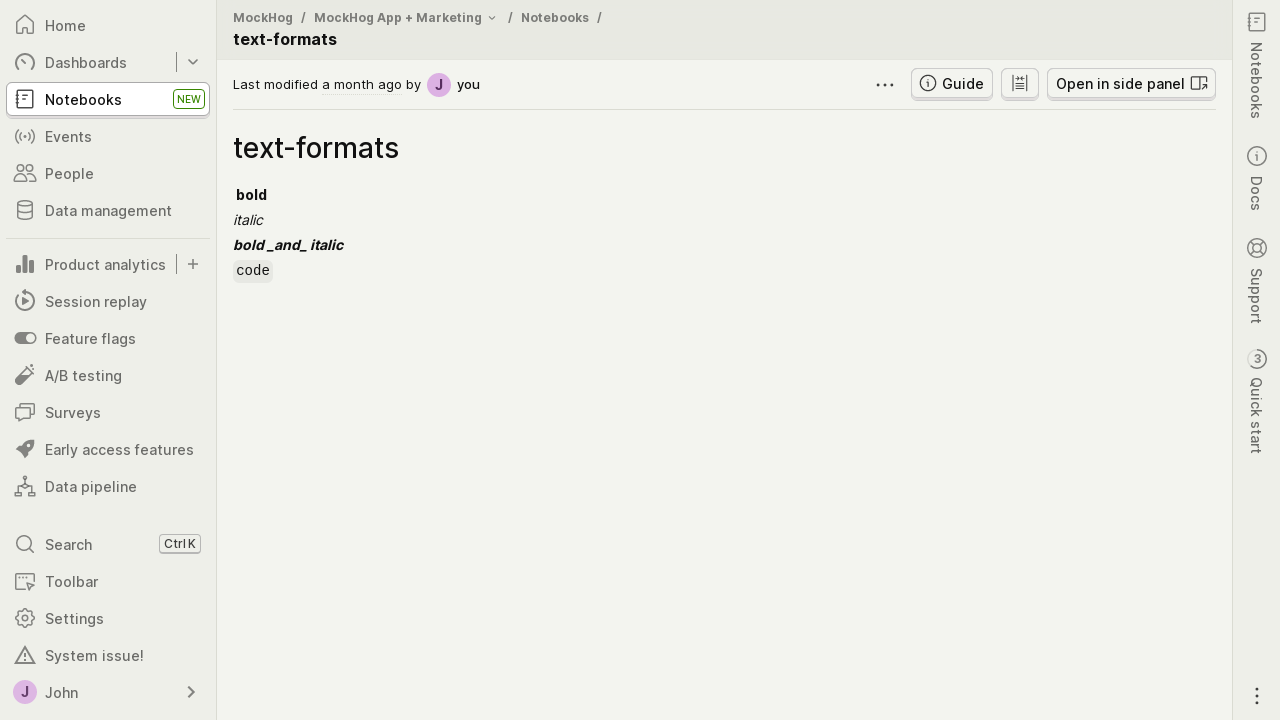 Home
Dashboards
Notebooks NEW
Events
People
Data management
Product analytics
Session replay
Feature flags
A/B testing
Surveys
Early access features
Data pipeline
Search Ctrl K
Toolbar
Settings
System issue!
J John
MockHog / MockHog App + Marketing / Notebooks /
text-formats
Last modified a month ago by J you
Guide
Open in side panel
text-formats
bold
italic
bold _and_ italic
code
Notebooks
Docs
Support
3 Quick start